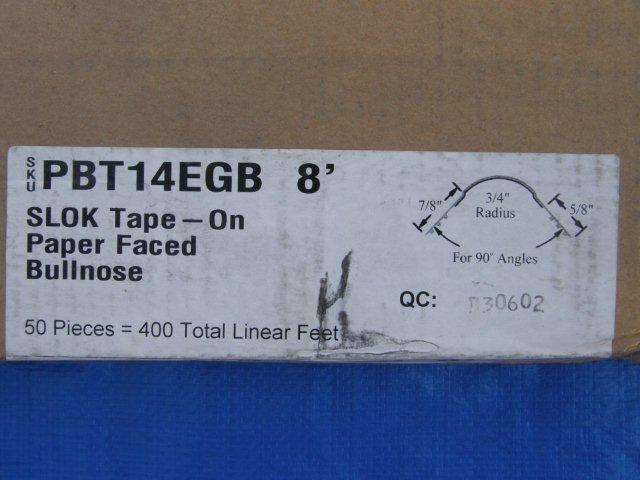 SKU PBT14EGB 8'
SLOK Tape-On
Paper Faced
Bullnose
50 Pieces = 400 Total Linear Feet
7/8"
3/4"
Radius
5/8"
For 90° Angles
QC: 030602